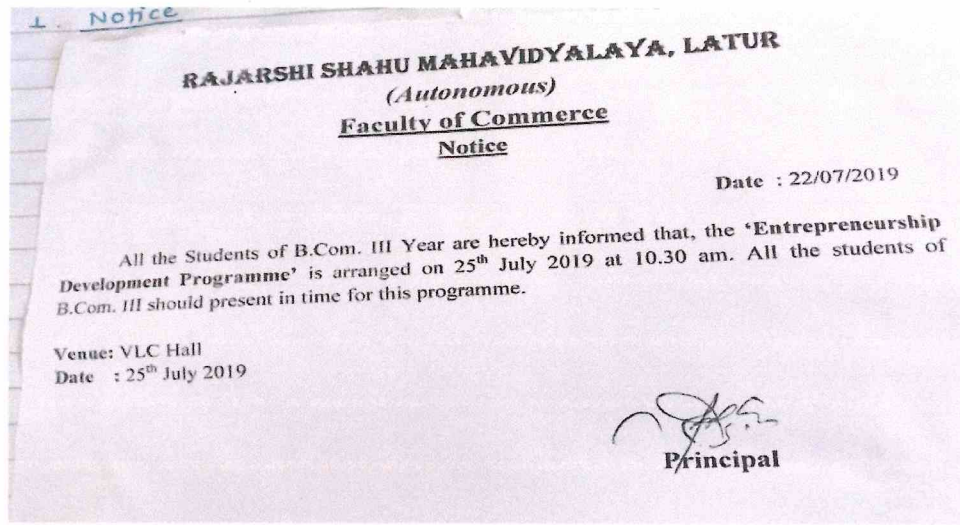 1. Notice
RAJARSHI SHAHU MAHAVIDYALAYA, LATUR
(Autonomous)
Faculty of Commerce
Notice
Date : 22/07/2019
All the Students of B.Com. III Year are hereby informed that, the ‘Entrepreneurship
Development Programme’ is arranged on 25th July 2019 at 10.30 am. All the students of
B.Com. III should present in time for this programme.
Venue: VLC Hall
Date : 25th July 2019
Principal